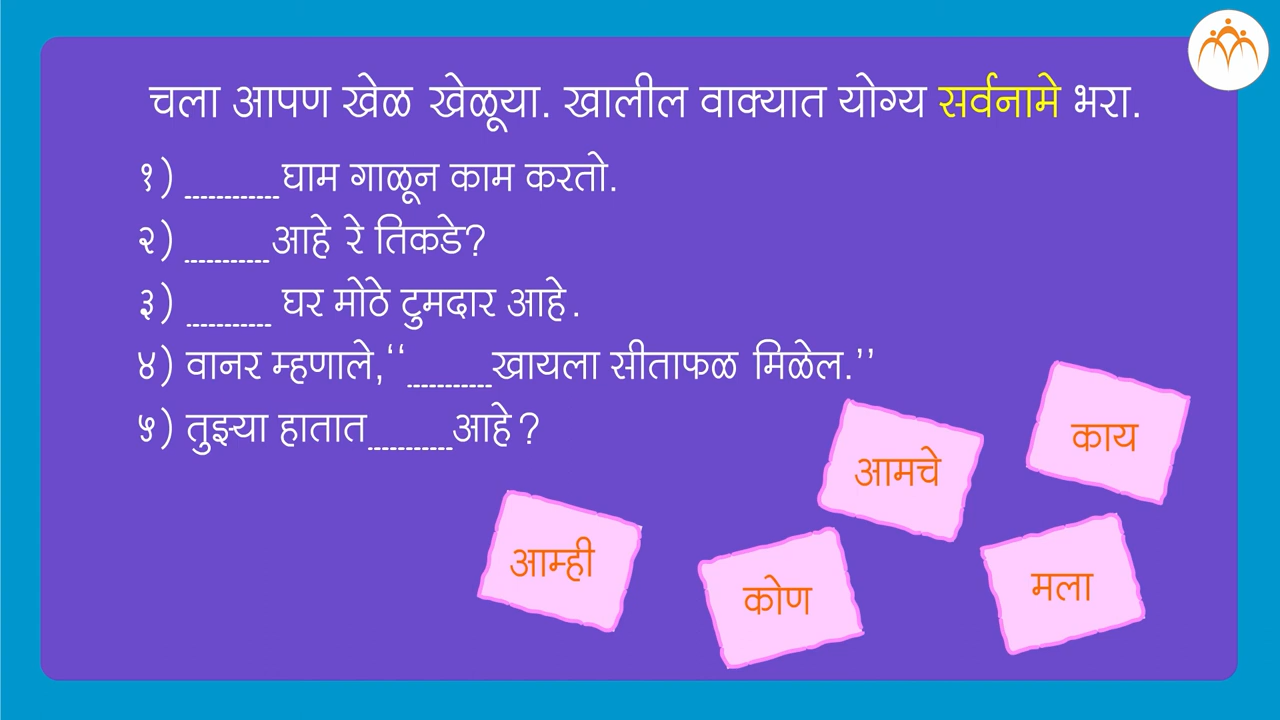 चला आपण खेळ खेळूया. खालील वाक्यात योग्य सर्वनामे भरा.
१) ............घाम गाळून काम करतो.
२) ...........आहे रे तिकडे?
३) ........... घर मोठे टुमदार आहे.
४) वानर म्हणाले,‘‘...........खायला सीताफळ मिळेल.’’
५) तुझ्या हातात...........आहे?
काय
आमचे
आम्ही
कोण
मला